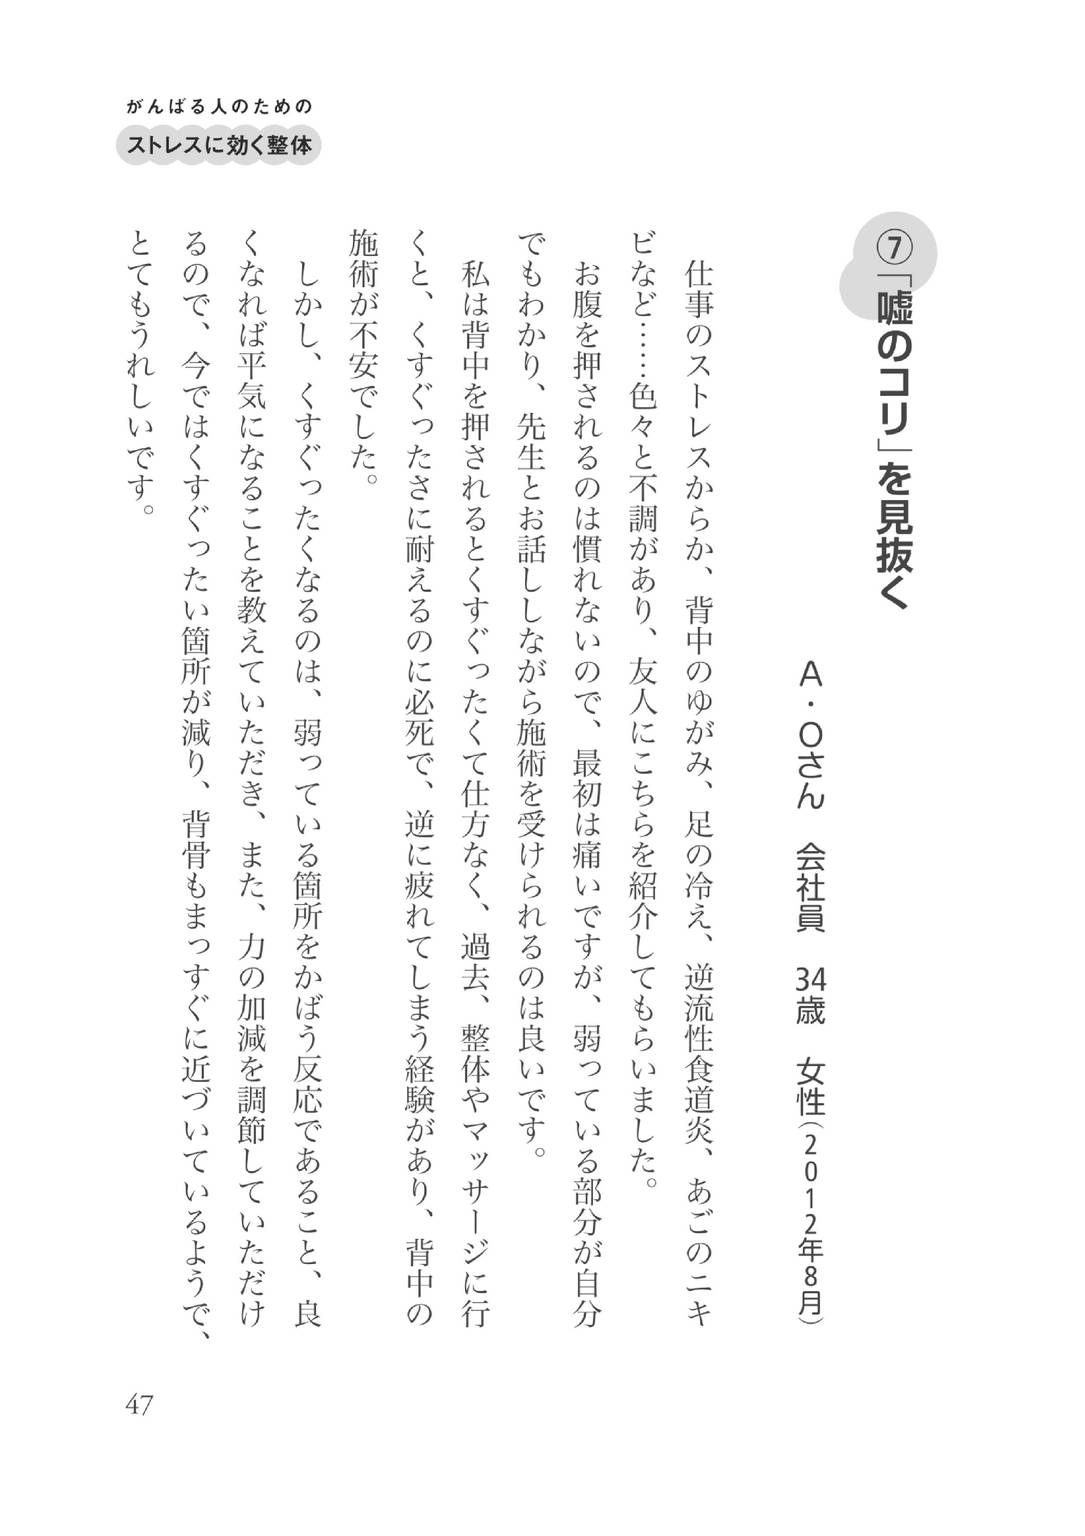 がんばる人のための
ストレスに効く整体
⑦「嘘のコリ」を見抜く
A・Oさん　会社員　34歳　女性（2012年8月）
仕事のストレスからか、背中のゆがみ、足の冷え、逆流性食道炎、あごのニキ
ビなど……色々と不調があり、友人にこちらを紹介してもらいました。
お腹を押されるのは慣れないので、最初は痛いですが、弱っている部分が自分
でもわかり、先生とお話ししながら施術を受けられるのは良いです。
私は背中を押されるとくすぐったくて仕方なく、過去、整体やマッサージに行
くと、くすぐったさに耐えるのに必死で、逆に疲れてしまう経験があり、背中の
施術が不安でした。
しかし、くすぐったくなるのは、弱っている箇所をかばう反応であること、良
くなれば平気になることを教えていただき、また、力の加減を調節していただけ
るので、今ではくすぐったい箇所が減り、背骨もまっすぐに近づいているようで、
とてもうれしいです。
47